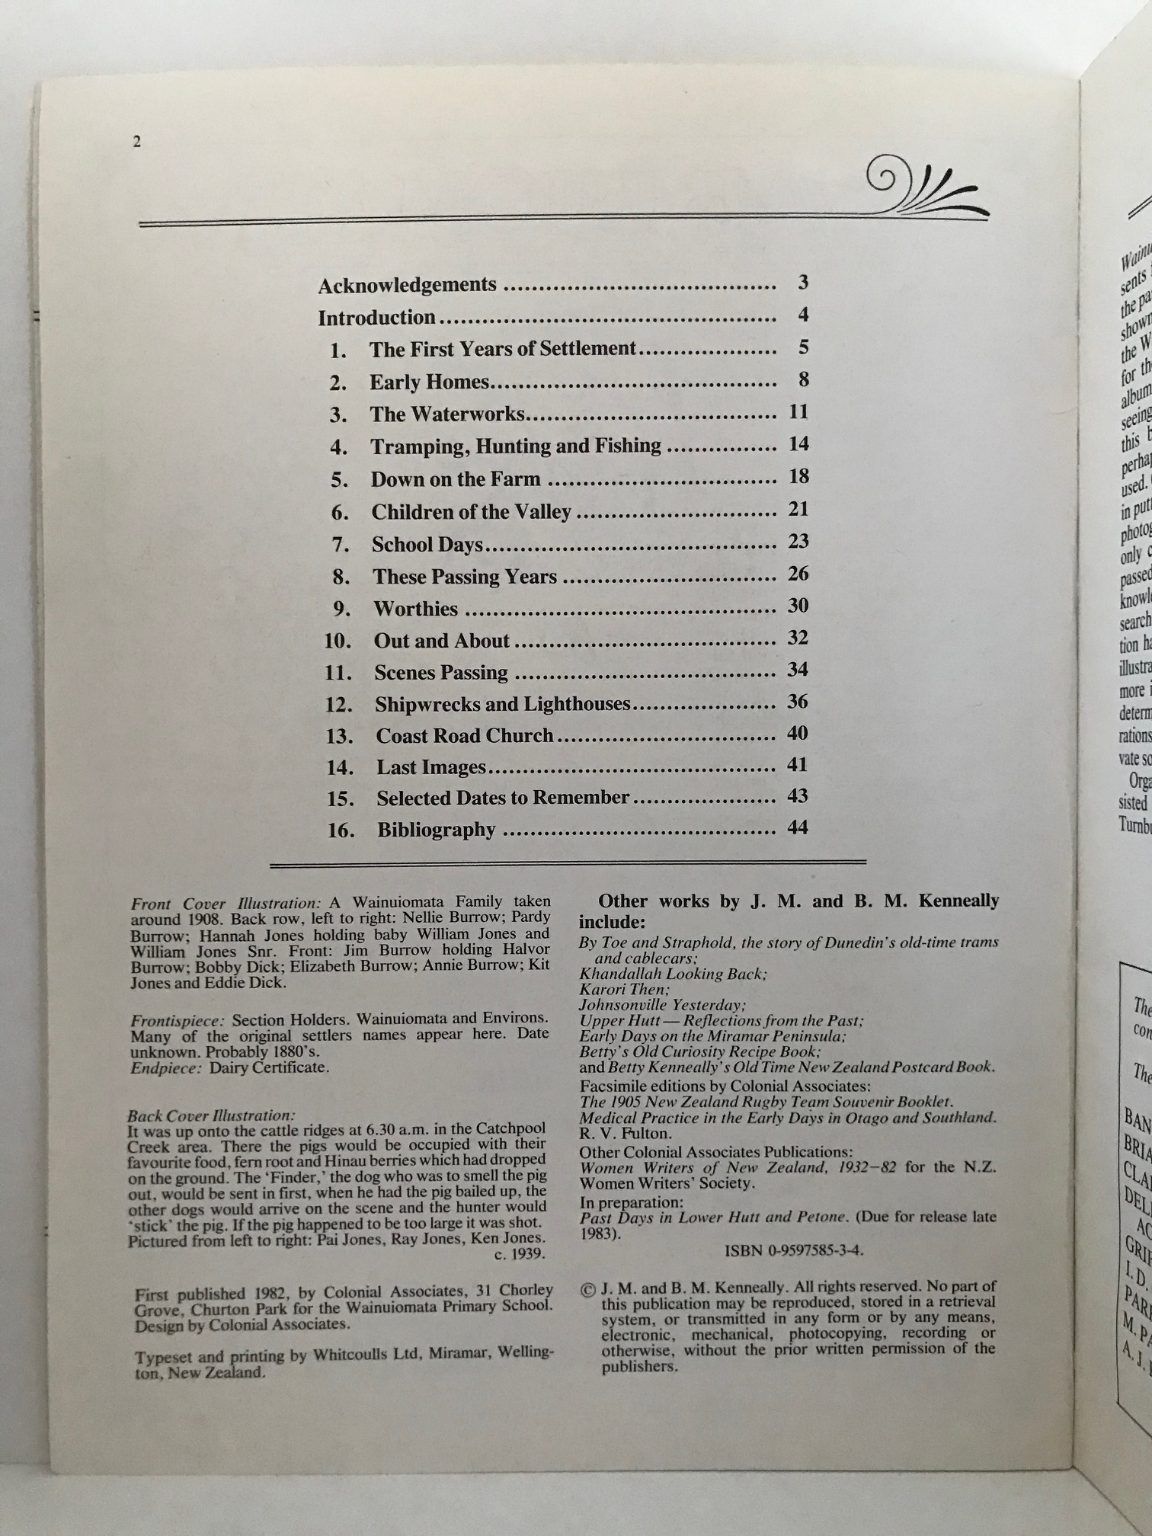 2
Acknowledgements ........................................ 3
Introduction ........................................ 4
1. The First Years of Settlement .................... 5
2. Early Homes ........................................ 8
3. The Waterworks .................................... 11
4. Tramping, Hunting and Fishing ................ 14
5. Down on the Farm ................................ 18
6. Children of the Valley ............................ 21
7. School Days ........................................ 23
8. These Passing Years .............................. 26
9. Worthies ............................................ 30
10. Out and About .................................... 32
11. Scenes Passing .................................... 34
12. Shipwrecks and Lighthouses .................... 36
13. Coast Road Church ................................ 40
14. Last Images ........................................ 41
15. Selected Dates to Remember .................... 43
16. Bibliography ........................................ 44
Front Cover Illustration: A Wainuiomata Family taken
around 1908. Back row, left to right: Nellie Burrow; Pardy
Burrow; Hannah Jones holding baby William Jones and
William Jones Snr. Front: Jim Burrow holding Halvor
Burrow; Bobby Dick; Elizabeth Burrow; Annie Burrow; Kit
Jones and Eddie Dick.
Frontispiece: Section Holders. Wainuiomata and Environs.
Many of the original settlers names appear here. Date
unknown. Probably 1880's.
Endpiece: Dairy Certificate.
Back Cover Illustration:
It was up onto the cattle ridges at 6.30 a.m. in the Catchpool
Creek area. There the pigs would be occupied with their
favourite food, fern root and Hinau berries which had dropped
on the ground. The 'Finder,' the dog who was to smell the pig
out, would be sent in first, when he had the pig bailed up, the
other dogs would arrive on the scene and the hunter would
'stick' the pig. If the pig happened to be too large it was shot.
Pictured from left to right: Pai Jones, Ray Jones, Ken Jones.
c. 1939.
First published 1982, by Colonial Associates, 31 Chorley
Grove, Churton Park for the Wainuiomata Primary School.
Design by Colonial Associates.
Typeset and printing by Whitcoulls Ltd, Miramar, Welling-
ton, New Zealand.
Other works by J. M. and B. M. Kenneally
include:
By Toe and Straphold, the story of Dunedin's old-time trams
and cablecars;
Khandallah Looking Back;
Karori Then;
Johnsonville Yesterday;
Upper Hutt — Reflections from the Past;
Early Days on the Miramar Peninsula;
Betty's Old Curiosity Recipe Book;
and Betty Kenneally's Old Time New Zealand Postcard Book.
Facsimile editions by Colonial Associates:
The 1905 New Zealand Rugby Team Souvenir Booklet.
Medical Practice in the Early Days in Otago and Southland.
R. V. Fulton.
Other Colonial Associates Publications:
Women Writers of New Zealand, 1932–82 for the N.Z.
Women Writers' Society.
In preparation:
Past Days in Lower Hutt and Petone. (Due for release late
1983).
ISBN 0-9597585-3-4.
© J. M. and B. M. Kenneally. All rights reserved. No part of
this publication may be reproduced, stored in a retrieval
system, or transmitted in any form or by any means,
electronic, mechanical, photocopying, recording or
otherwise, without the prior written permission of the
publishers.
sents
the
shown
the W
for
album
seeing
this
used.
in
only
passed
search
tion
more
vate
sisted
The
The
I. D.
M.
A. J.